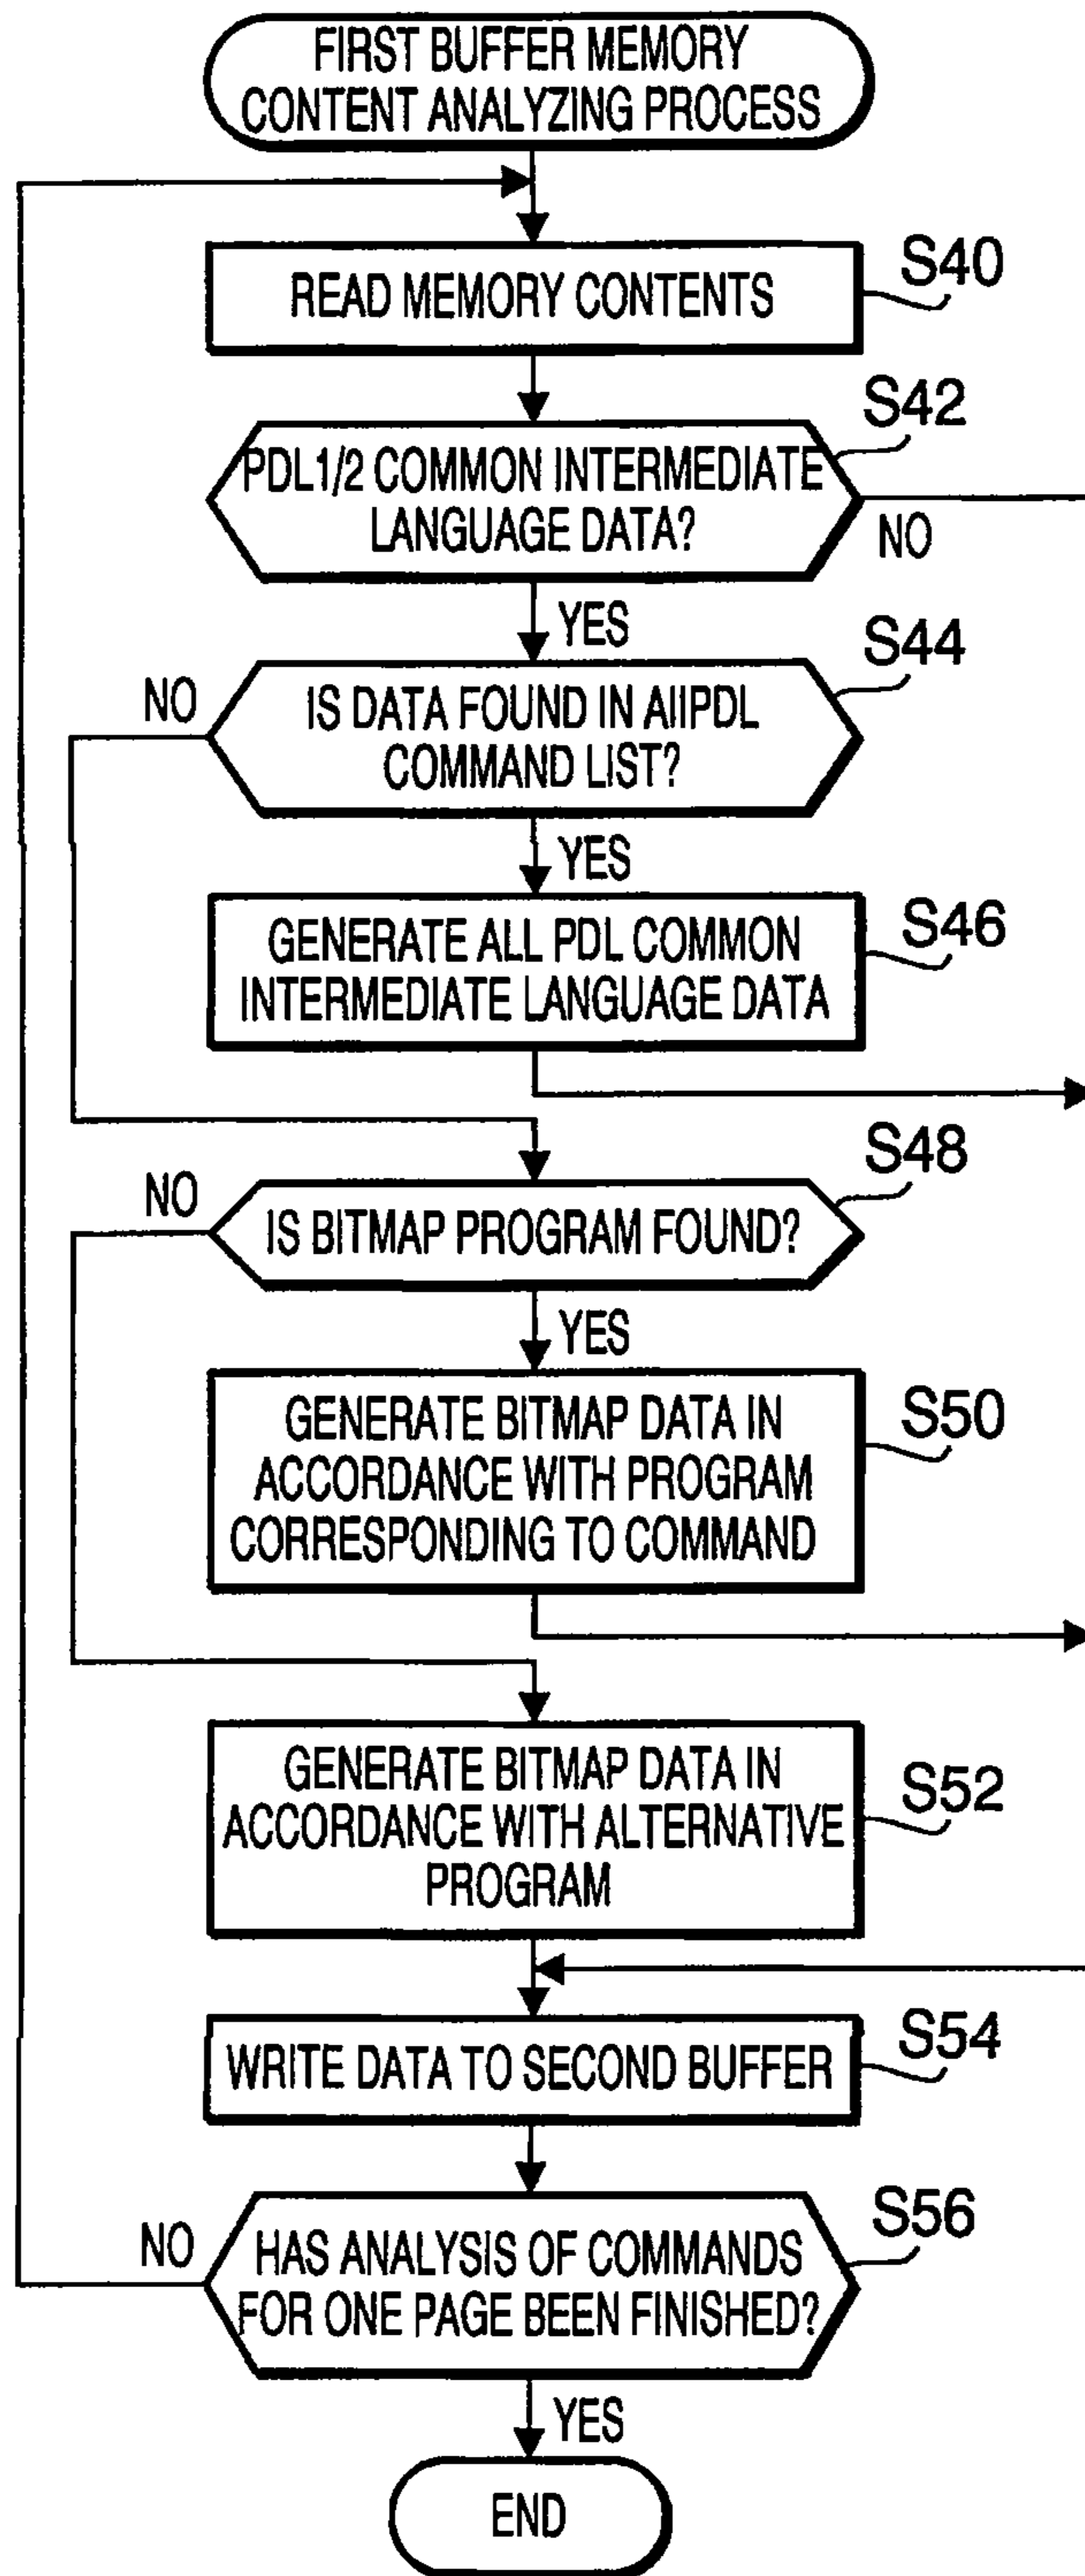 FIRST BUFFER MEMORY
CONTENT ANALYZING PROCESS
READ MEMORY CONTENTS
S40
PDL1/2 COMMON INTERMEDIATE
LANGUAGE DATA?
S42
NO
YES
IS DATA FOUND IN AllPDL
COMMAND LIST?
S44
NO
YES
GENERATE ALL PDL COMMON
INTERMEDIATE LANGUAGE DATA
S46
IS BITMAP PROGRAM FOUND?
S48
NO
YES
GENERATE BITMAP DATA IN
ACCORDANCE WITH PROGRAM
CORRESPONDING TO COMMAND
S50
GENERATE BITMAP DATA IN
ACCORDANCE WITH ALTERNATIVE
PROGRAM
S52
WRITE DATA TO SECOND BUFFER
S54
HAS ANALYSIS OF COMMANDS
FOR ONE PAGE BEEN FINISHED?
S56
NO
YES
END